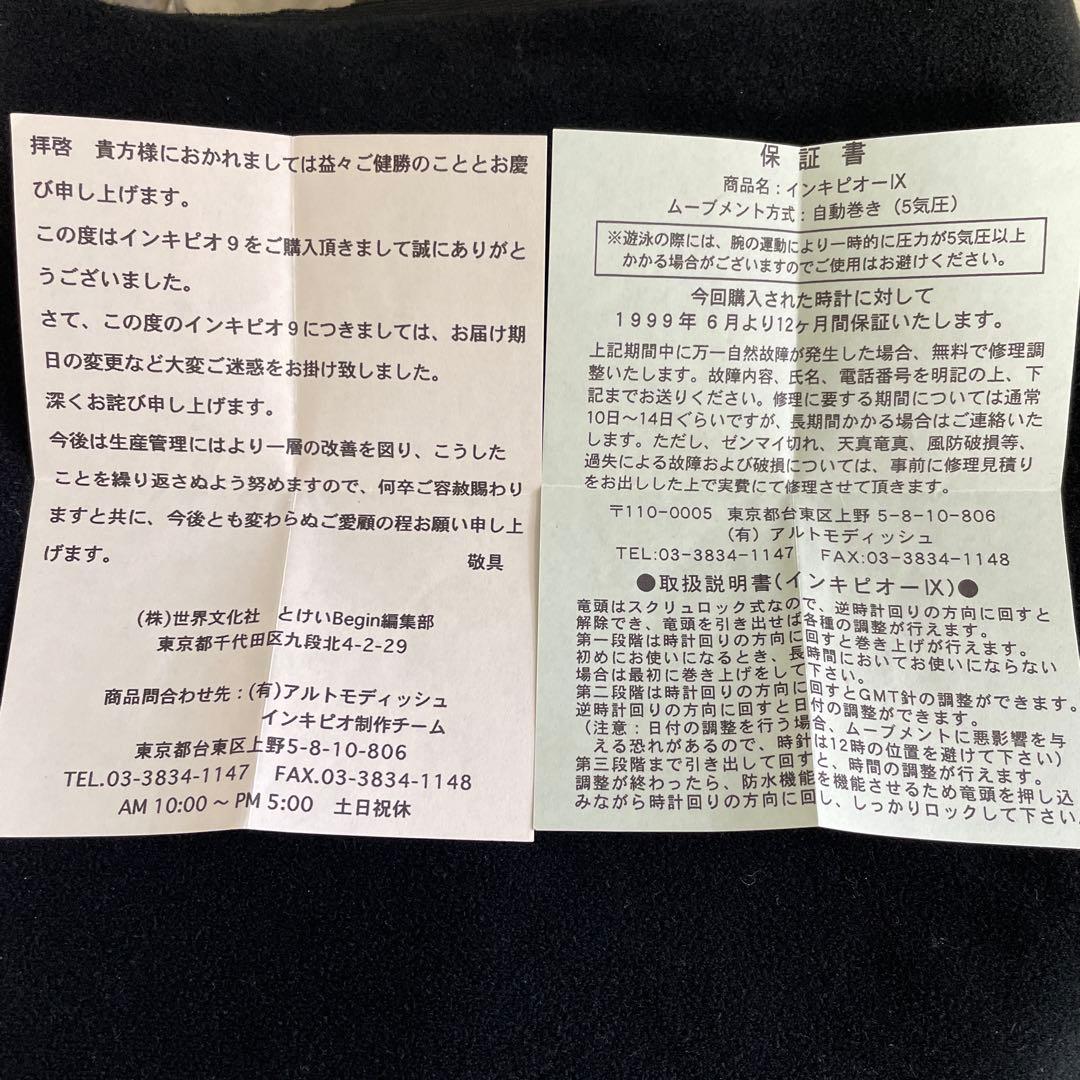 拝啓　貴方様におかれましては益々ご健勝のこととお慶
び申し上げます。
この度はインキピオ９をご購入頂きまして誠にありがと
うございました。
さて、この度のインキピオ９につきましては、お届け期
日の変更など大変ご迷惑をお掛け致しました。
深くお詫び申し上げます。
今後は生産管理にはより一層の改善を図り、こうした
ことを繰り返さぬよう努めますので、何卒ご容赦賜わり
ますと共に、今後とも変わらぬご愛顧の程お願い申し上
げます。　敬具
(株)世界文化社　とけいBegin編集部
東京都千代田区九段北4-2-29
商品問合わせ先：(有)アルトモディッシュ
インキピオ制作チーム
東京都台東区上野5-8-10-806
TEL.03-3834-1147　FAX.03-3834-1148
AM 10:00～PM 5:00　土日祝休
保証書
商品名：インキピオーⅨ
ムーブメント方式：自動巻き（5気圧）
※遊泳の際には、腕の運動により一時的に圧力が5気圧以上
かかる場合がございますのでご使用はお避けください。
今回購入された時計に対して
1999年 6月より12ヶ月間保証いたします。
上記期間中に万一自然故障が発生した場合、無料で修理調
整いたします。故障内容、氏名、電話番号を明記の上、下
記までお送りください。修理に要する期間については通常
10日～14日ぐらいですが、長期間かかる場合はご連絡いた
します。ただし、ゼンマイ切れ、天真竜真、風防破損等、
過失による故障および破損については、事前に修理見積り
をお出しした上で実費にて修理させて頂きます。
〒110-0005 東京都台東区上野 5-8-10-806
(有) アルトモディッシュ
TEL:03-3834-1147　FAX:03-3834-1148
●取扱説明書(インキピオーⅨ)●
竜頭はスクリュロック式なので、逆時計回りの方向に回すと
解除でき、竜頭を引き出せば各種の調整が行えます。
第一段階は時計回りの方向に回すと巻き上げが行えます。
初めにお使いになるとき、長時間においてお使いにならない
場合は最初に巻き上げをして下さい。
第二段階は時計回りの方向に回すとGMT針の調整ができます。
逆時計回りの方向に回すと日付の調整ができます。
（注意：日付の調整を行う場合、ムーブメントに悪影響を与
える恐れがあるので、時針は12時の位置を避けて下さい）
第三段階まで引き出して回すと、時間の調整が行えます。
調整が終わったら、防水機能を機能させるため竜頭を押し込
みながら時計回りの方向に回し、しっかりロックして下さい